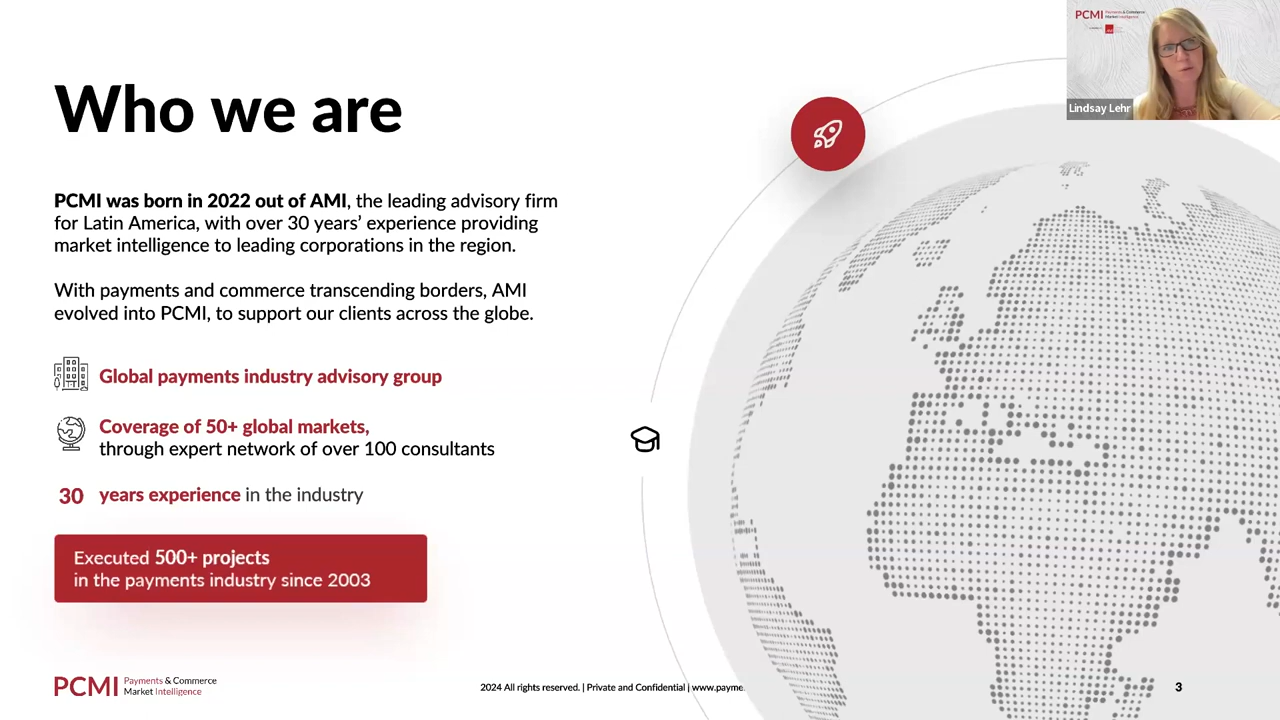 Who we are
PCMI was born in 2022 out of AMI, the leading advisory firm
for Latin America, with over 30 years’ experience providing
market intelligence to leading corporations in the region.
With payments and commerce transcending borders, AMI
evolved into PCMI, to support our clients across the globe.
Global payments industry advisory group
Coverage of 50+ global markets,
through expert network of over 100 consultants
30 years experience in the industry
Executed 500+ projects
in the payments industry since 2003
PCMI Payments & Commerce
Market Intelligence
2024 All rights reserved. | Private and Confidential | www.payme
3
PCMI Payments & Commerce
Market Intelligence
Lindsay Lehr